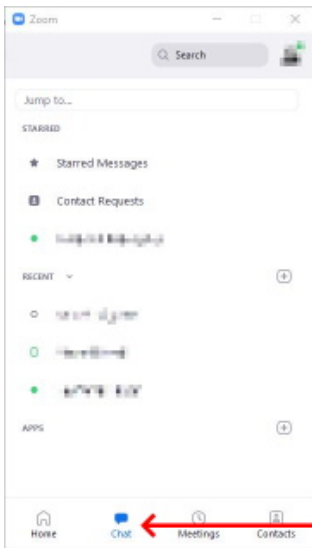 Zoom
Search
Jump to...
STARRED
Starred Messages
Contact Requests
RECENT
APPS
Home
Chat
Meetings
Contacts